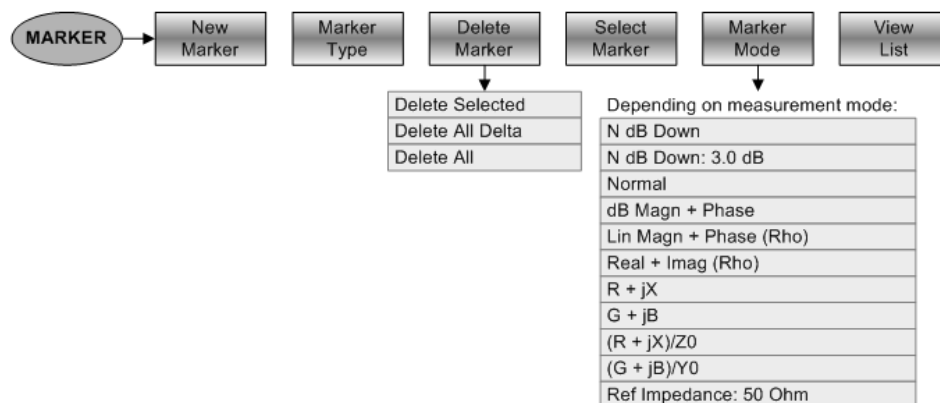 MARKER
New
Marker
Marker
Type
Delete
Marker
Select
Marker
Marker
Mode
View
List
Delete Selected
Delete All Delta
Delete All
Depending on measurement mode:
N dB Down
N dB Down: 3.0 dB
Normal
dB Magn + Phase
Lin Magn + Phase (Rho)
Real + Imag (Rho)
R + jX
G + jB
(R + jX)/Z0
(G + jB)/Y0
Ref Impedance: 50 Ohm